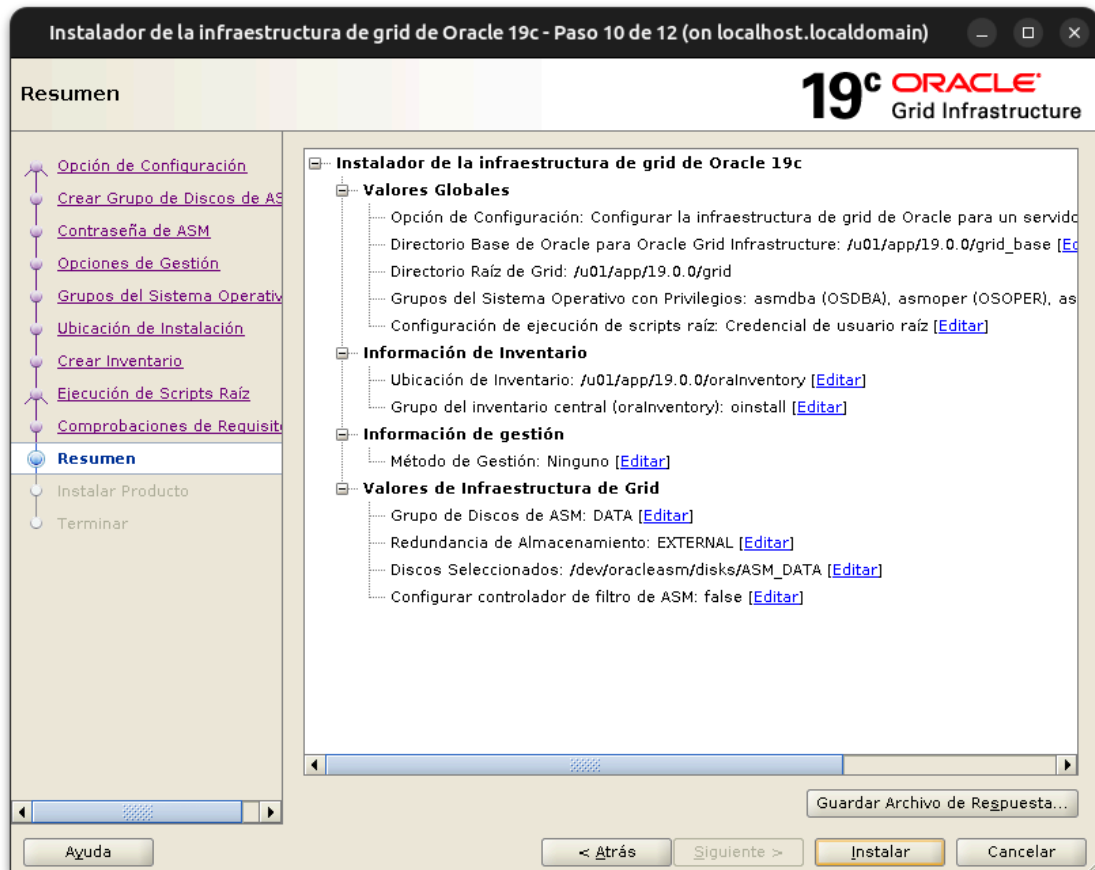 Instalador de la infraestructura de grid de Oracle 19c - Paso 10 de 12 (on localhost.localdomain)
Resumen
19c ORACLE
Grid Infrastructure
Opción de Configuración
Crear Grupo de Discos de AS
Contraseña de ASM
Opciones de Gestión
Grupos del Sistema Operativ
Ubicación de Instalación
Crear Inventario
Ejecución de Scripts Raíz
Comprobaciones de Requisit
Resumen
Instalar Producto
Terminar
Instalador de la infraestructura de grid de Oracle 19c
Valores Globales
Opción de Configuración: Configurar la infraestructura de grid de Oracle para un servido
Directorio Base de Oracle para Oracle Grid Infrastructure: /u01/app/19.0.0/grid_base [Ed
Directorio Raíz de Grid: /u01/app/19.0.0/grid
Grupos del Sistema Operativo con Privilegios: asmdba (OSDBA), asmoper (OSOPER), as
Configuración de ejecución de scripts raíz: Credencial de usuario raíz [Editar]
Información de Inventario
Ubicación de Inventario: /u01/app/19.0.0/oraInventory [Editar]
Grupo del inventario central (oraInventory): oinstall [Editar]
Información de gestión
Método de Gestión: Ninguno [Editar]
Valores de Infraestructura de Grid
Grupo de Discos de ASM: DATA [Editar]
Redundancia de Almacenamiento: EXTERNAL [Editar]
Discos Seleccionados: /dev/oracleasm/disks/ASM_DATA [Editar]
Configurar controlador de filtro de ASM: false [Editar]
Guardar Archivo de Respuesta...
Ayuda
< Atrás
Siguiente >
Instalar
Cancelar